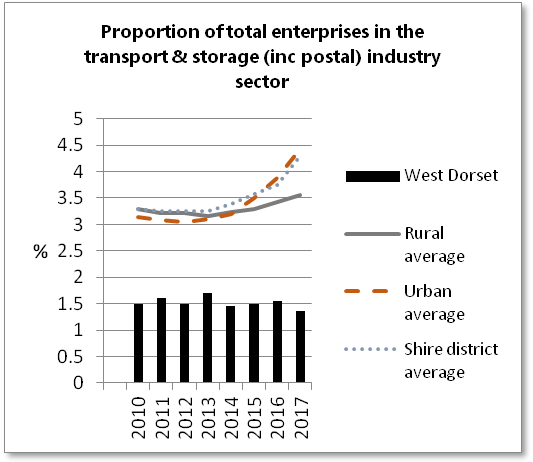 Proportion of total enterprises in the
transport & storage (inc postal) industry
sector
5
4.5
4
3.5
3
2.5
2
1.5
1
0.5
0
%
2010
2011
2012
2013
2014
2015
2016
2017
West Dorset
Rural
average
Urban
average
Shire district
average